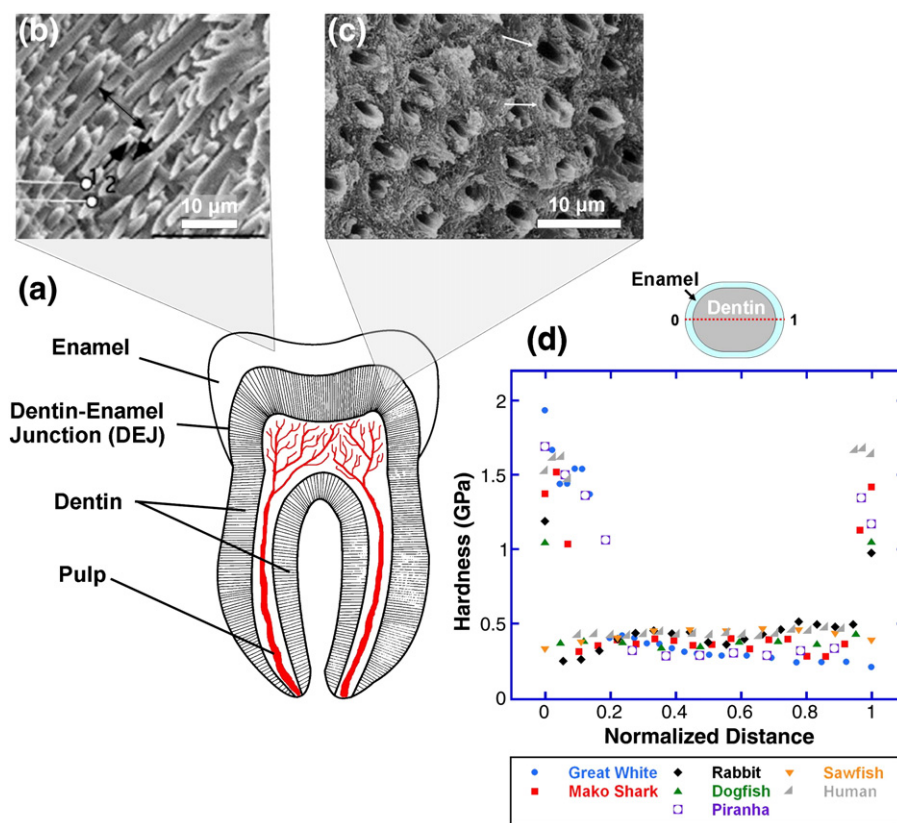 (b)
1
2
10 µm
(c)
10 µm
(a)
Enamel
Dentin-Enamel
Junction (DEJ)
Dentin
Pulp
Enamel
Dentin
0
1
(d)
Hardness (GPa)
2
1.5
1
0.5
0
0
0.2
0.4
0.6
0.8
1
Normalized Distance
Great White
Rabbit
Sawfish
Mako Shark
Dogfish
Human
Piranha